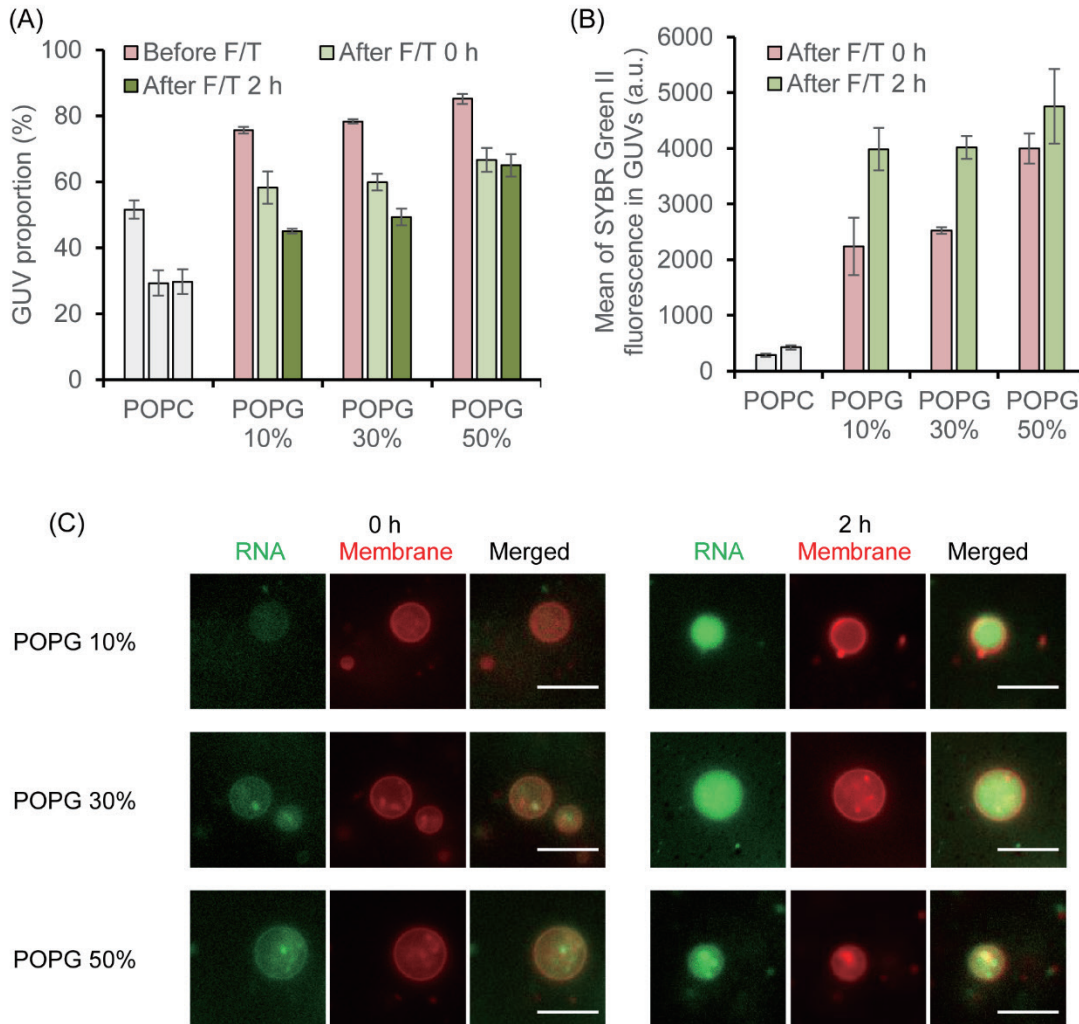 (A)
Before F/T
After F/T 0 h
After F/T 2 h
GUV proportion (%)
100
80
60
40
20
0
POPC
POPG 10%
POPG 30%
POPG 50%
(B)
After F/T 0 h
After F/T 2 h
Mean of SYBR Green II
fluorescence in GUVs (a.u.)
6000
5000
4000
3000
2000
1000
0
POPC
POPG 10%
POPG 30%
POPG 50%
(C)
0 h
2 h
RNA Membrane Merged
RNA Membrane Merged
POPG 10%
POPG 30%
POPG 50%